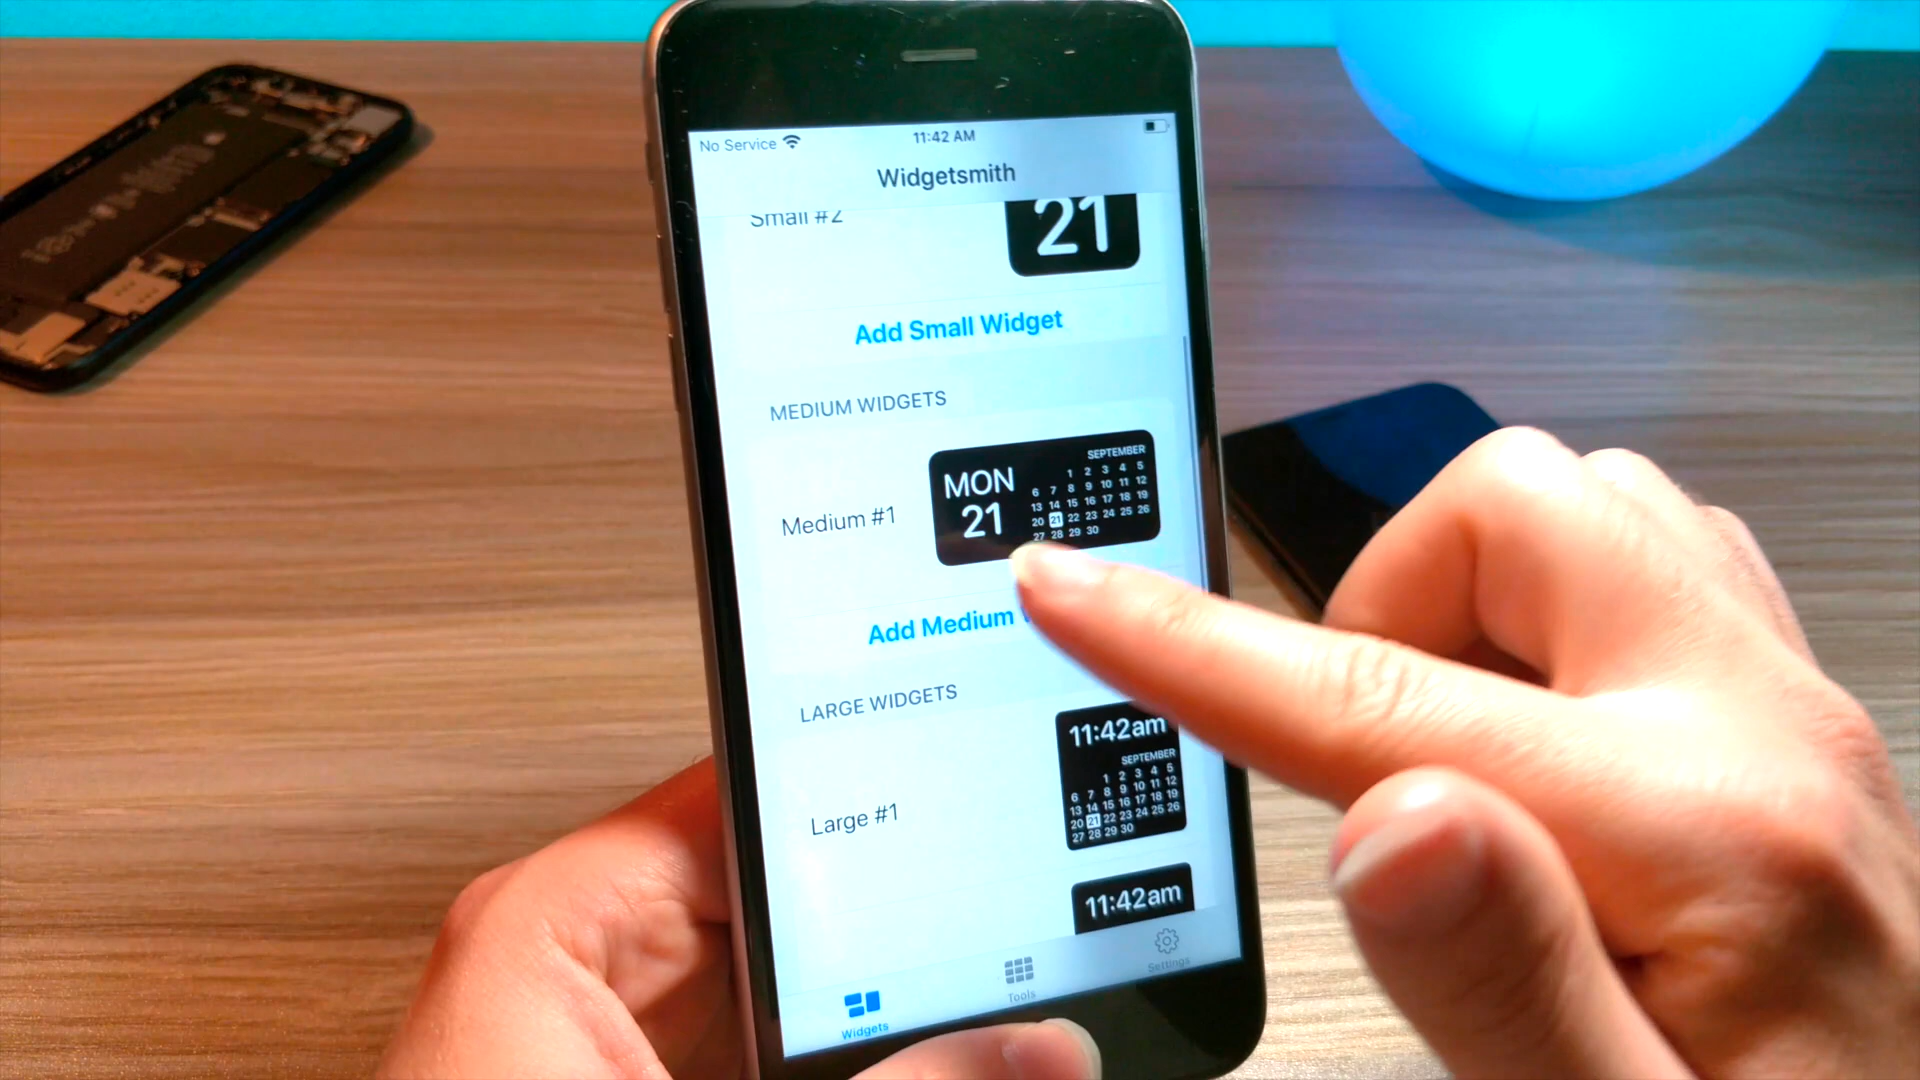 No Service
11:42 AM
Widgetsmith
Small #2
21
Add Small Widget
MEDIUM WIDGETS
Medium #1
MON
21
SEPTEMBER
1 2 3 4 5
6 7 8 9 10 11 12
13 14 15 16 17 18 19
20 21 22 23 24 25 26
27 28 29 30
Add Medium
LARGE WIDGETS
Large #1
11:42am
SEPTEMBER
1 2 3 4 5
6 7 8 9 10 11 12
13 14 15 16 17 18 19
20 21 22 23 24 25 26
27 28 29 30
11:42am
Widgets
Tools
Settings